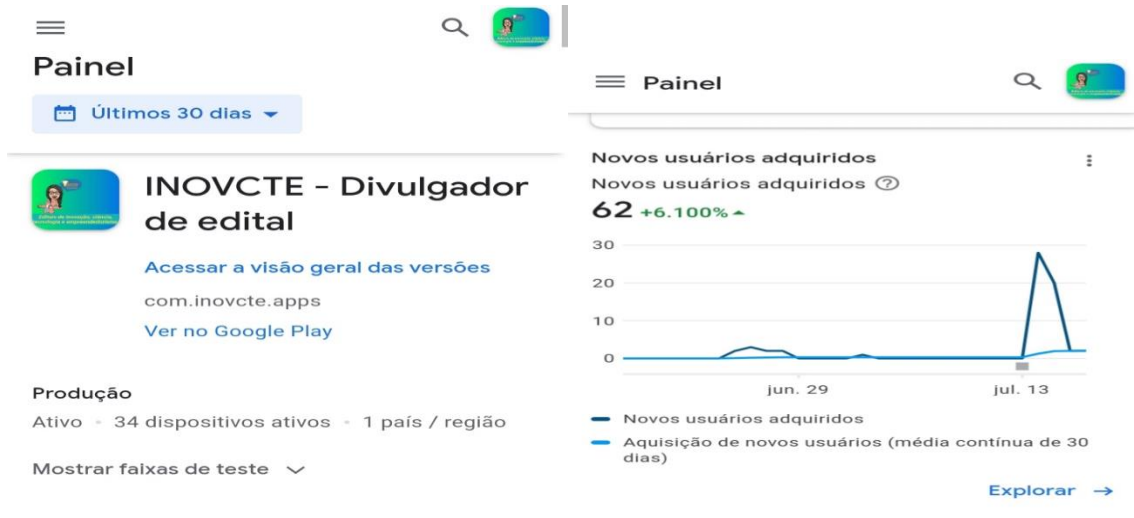 Painel
Últimos 30 dias
INOVCTE - Divulgador
de edital
Acessar a visão geral das versões
com.inovcte.apps
Ver no Google Play
Produção
Ativo • 34 dispositivos ativos • 1 país / região
Mostrar faixas de teste
Painel
Novos usuários adquiridos
Novos usuários adquiridos
62 +6.100%
30
20
10
0
jun. 29 jul. 13
Novos usuários adquiridos
Aquisição de novos usuários (média contínua de 30
dias)
Explorar →